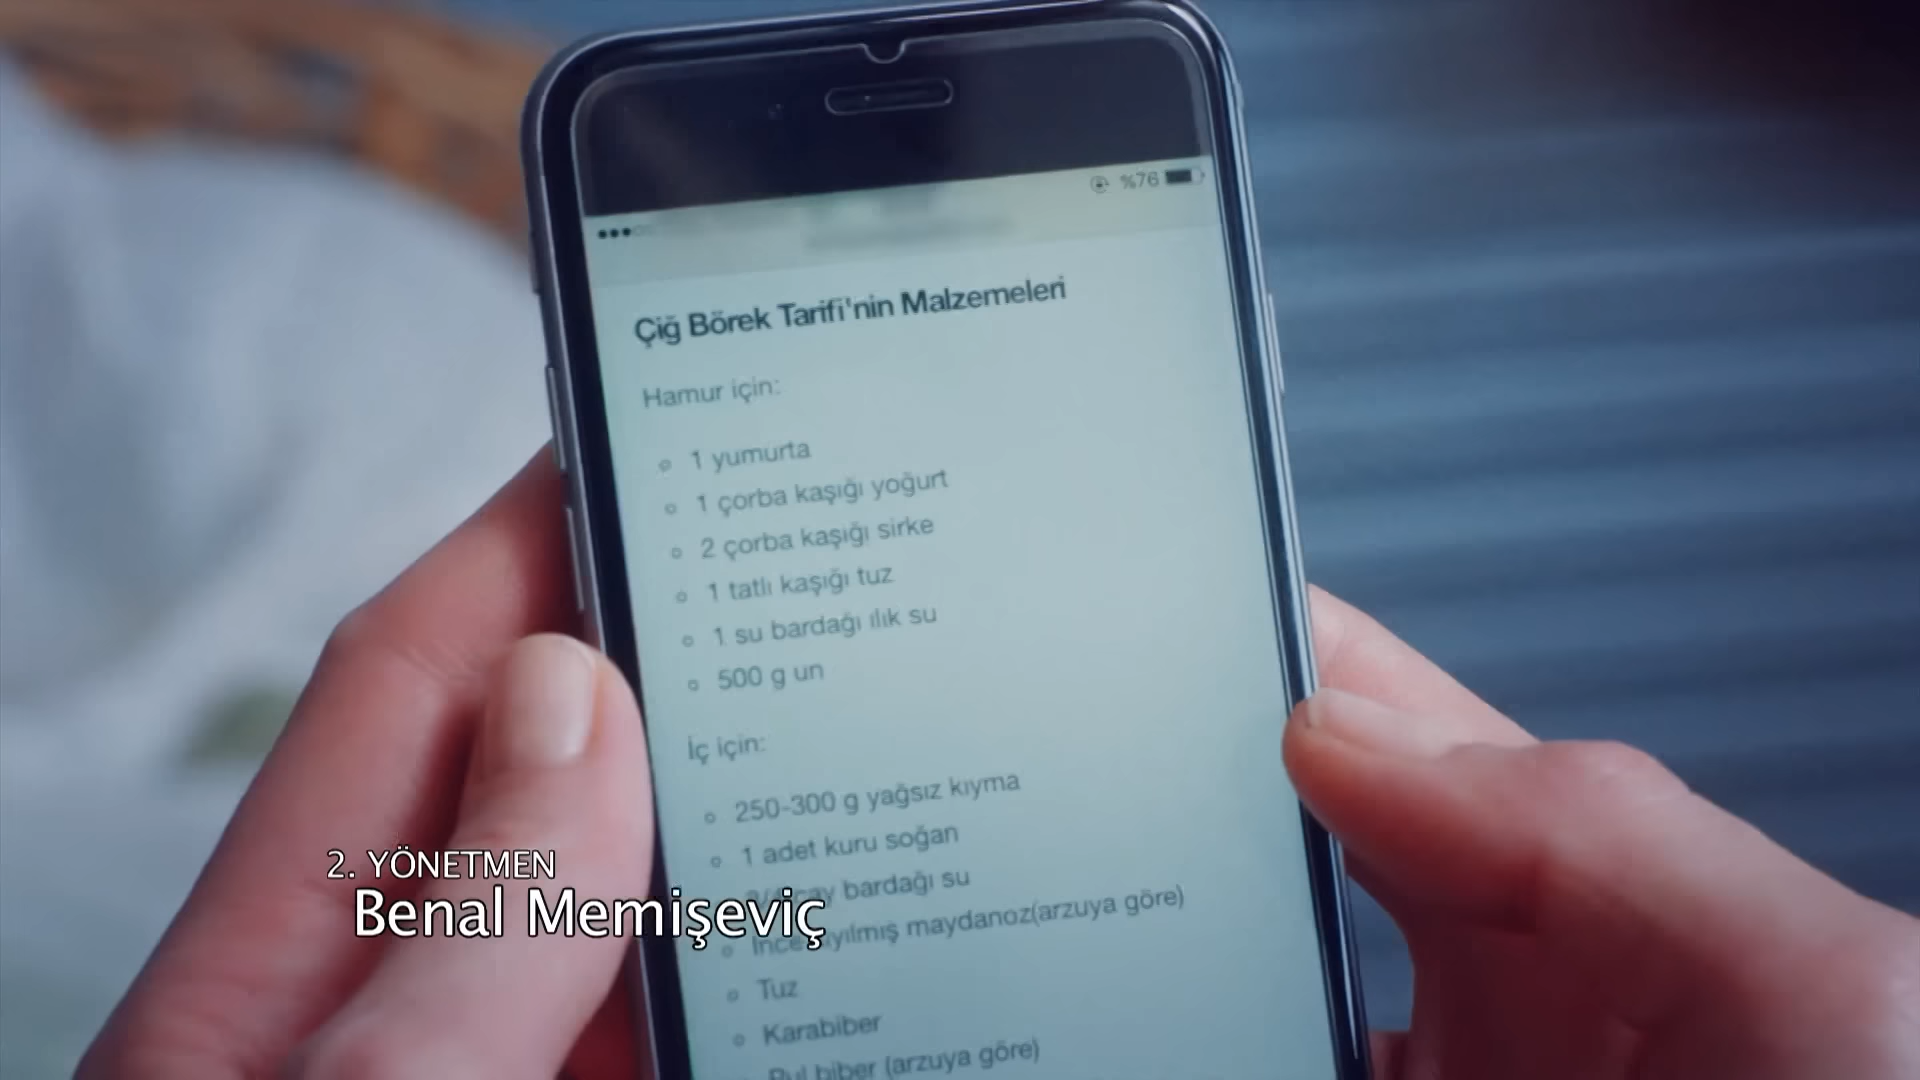 %76
Çiğ Börek Tarifi'nin Malzemeleri
Hamur için:
1 yumurta
1 çorba kaşığı yoğurt
2 çorba kaşığı sirke
1 tatlı kaşığı tuz
1 su bardağı ılık su
500 g un
İç için:
250-300 g yağsız kıyma
1 adet kuru soğan
bardağı su
maydanoz(arzuya göre)
Tuz
Karabiber
Pul biber (arzuya göre)
2. YÖNETMEN
Benal Memişeviç